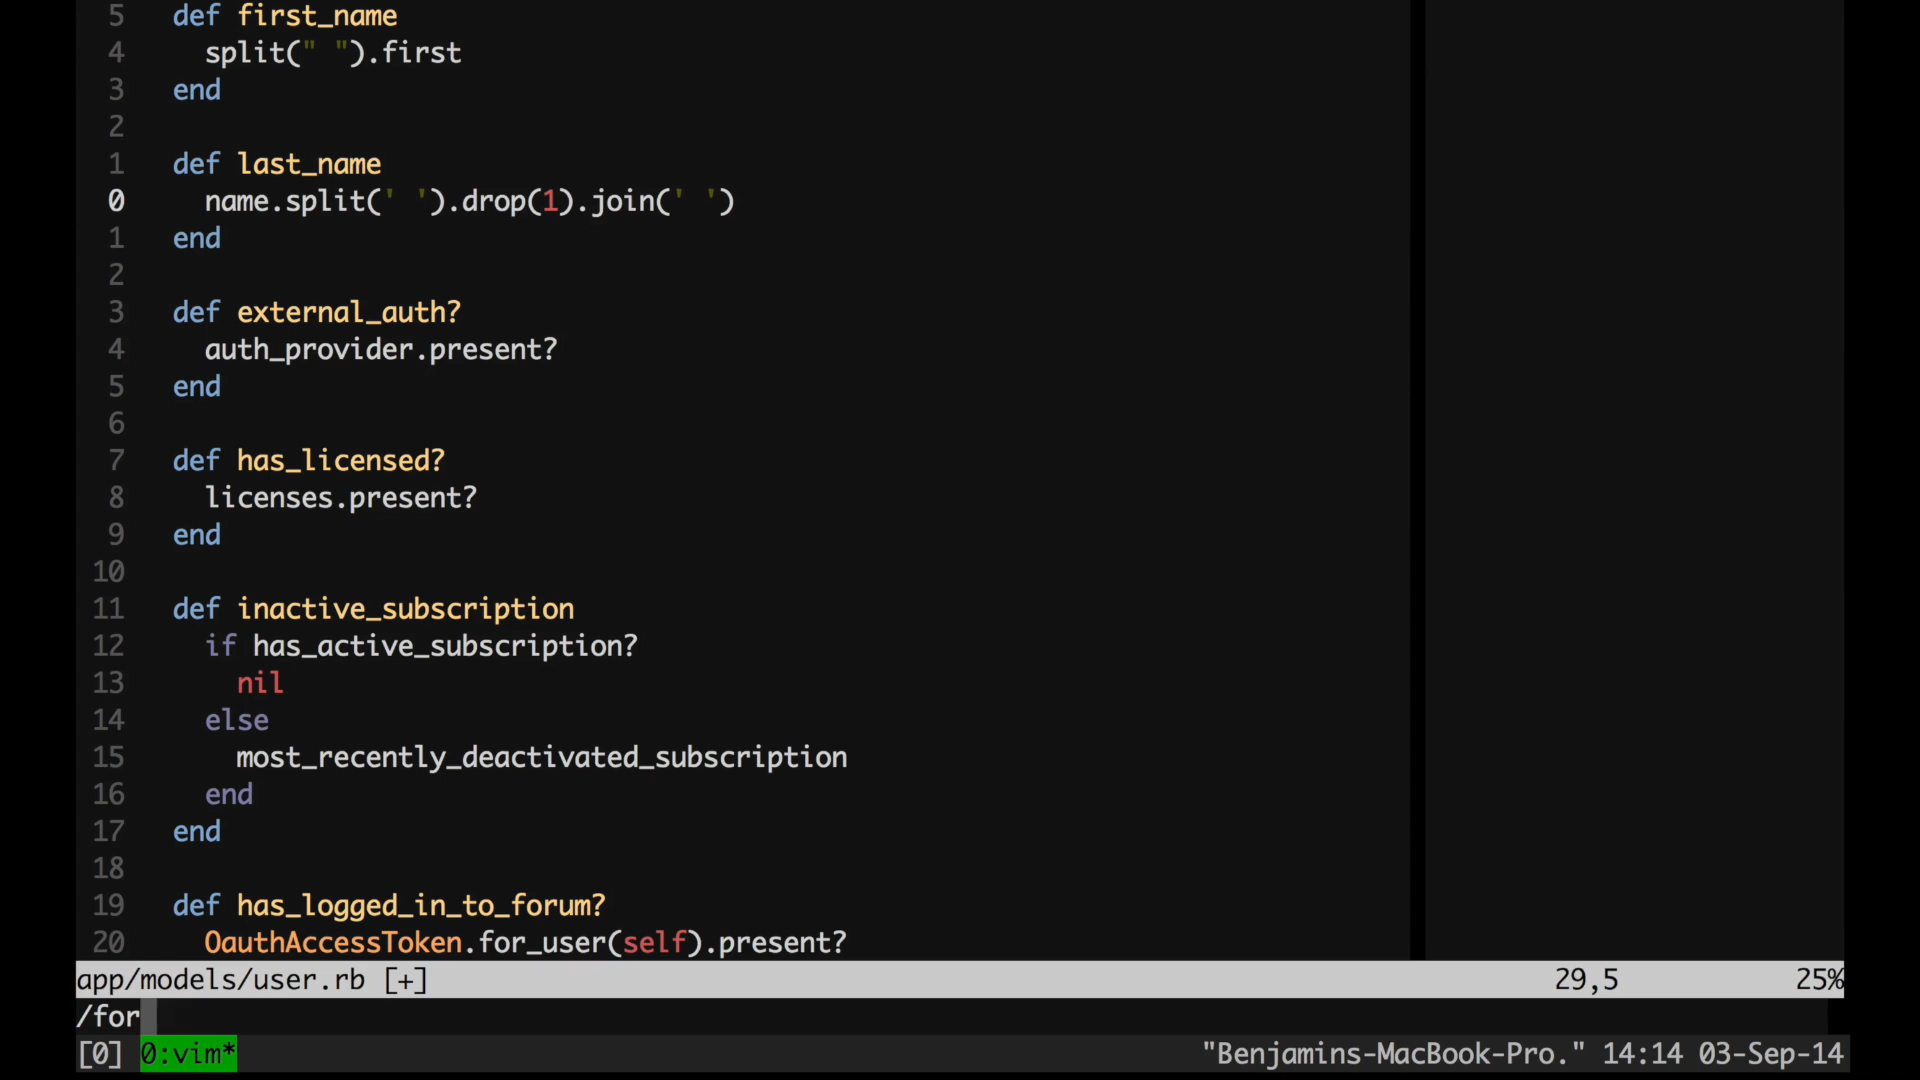 5 def first_name
4 split(" ").first
3 end
2
1 def last_name
0 name.split(' ').drop(1).join(' ')
1 end
2
3 def external_auth?
4 auth_provider.present?
5 end
6
7 def has_licensed?
8 licenses.present?
9 end
10
11 def inactive_subscription
12 if has_active_subscription?
13 nil
14 else
15 most_recently_deactivated_subscription
16 end
17 end
18
19 def has_logged_in_to_forum?
20 OauthAccessToken.for_user(self).present?
app/models/user.rb [+] 29,5 25%
/for
[0] 0:vim* "Benjamins-MacBook-Pro." 14:14 03-Sep-14